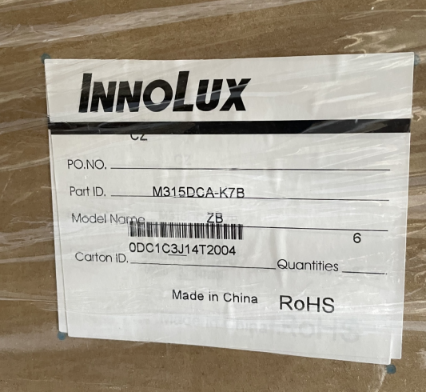 INNOLUX
CZ
PO.NO.
Part ID. M315DCA-K7B
Model Name ZB
6
0DC1C3J14T2004
Carton ID. Quantities
Made in China RoHS